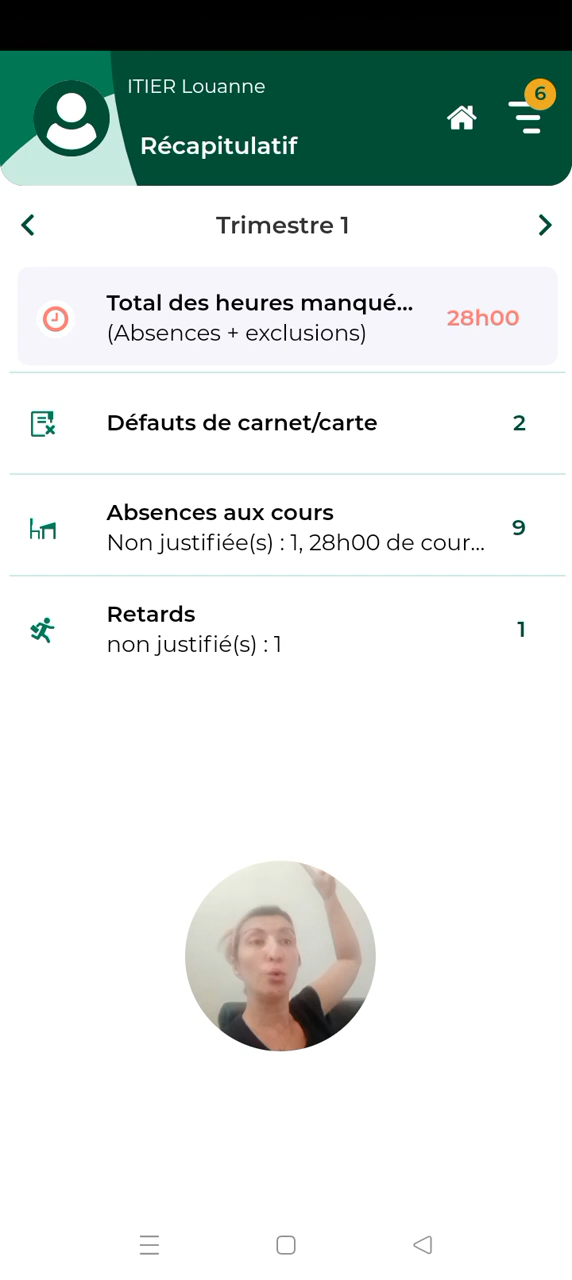 ITIER Louanne
6
Récapitulatif
Trimestre 1
Total des heures manqué...
(Absences + exclusions)
28h00
Défauts de carnet/carte
2
Absences aux cours
Non justifiée(s) : 1, 28h00 de cour...
9
Retards
non justifié(s) : 1
1